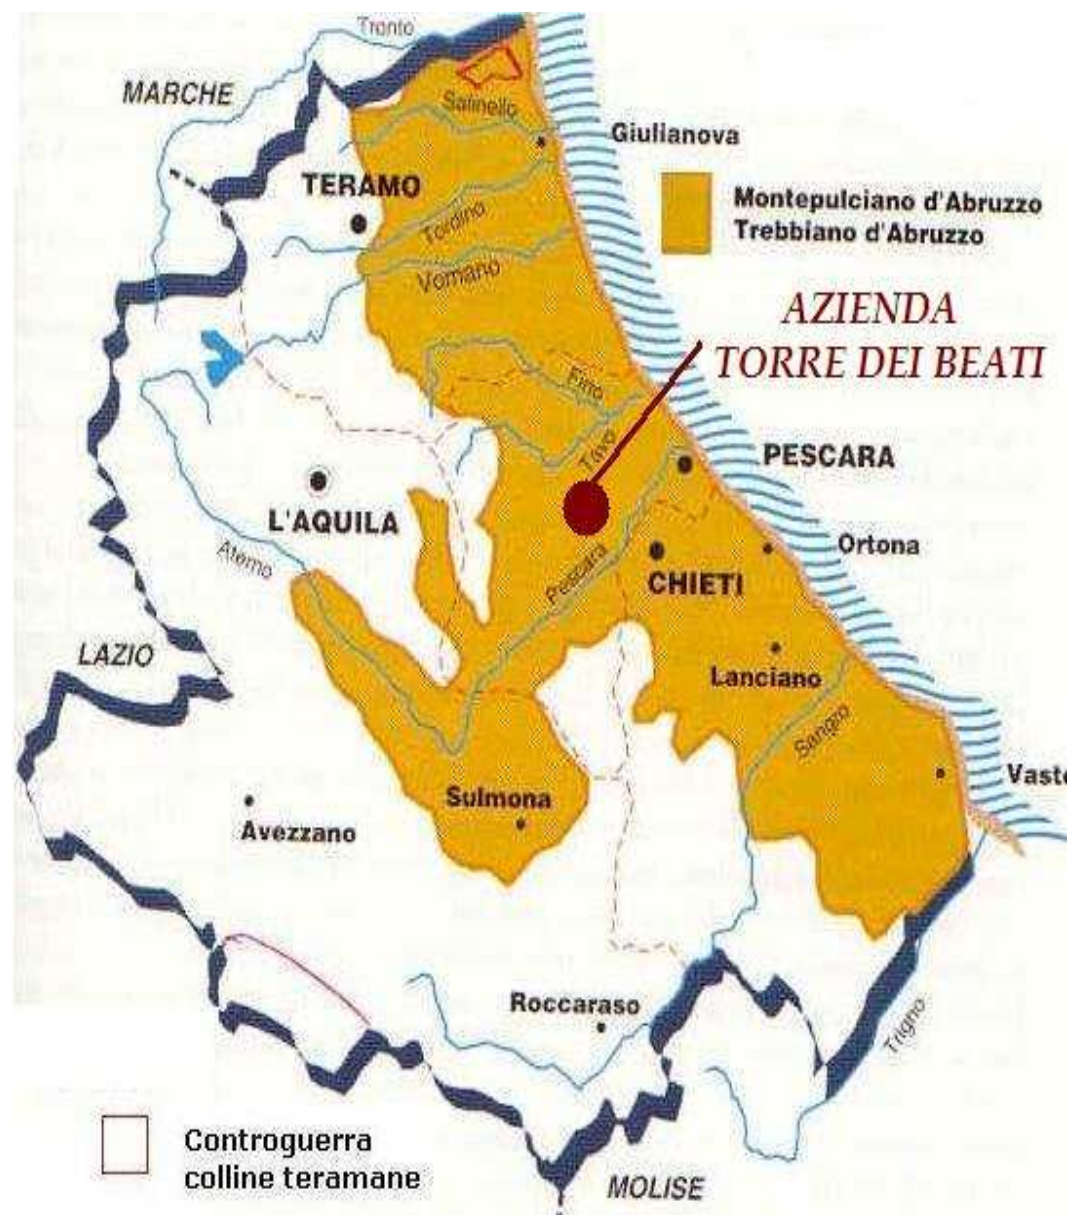 Tronto
MARCHE
Salinello
Giulianova
TERAMO
Montepulciano d'Abruzzo
Trebbiano d'Abruzzo
Tordino
Vomano
AZIENDA
TORRE DEI BEATI
Fino
Tavo
PESCARA
L'AQUILA
Aterno
Ortona
Pescara
CHIETI
LAZIO
Lanciano
Sangro
Vasto
Sulmona
Avezzano
Roccaraso
Trigno
Controguerra
colline teramane
MOLISE